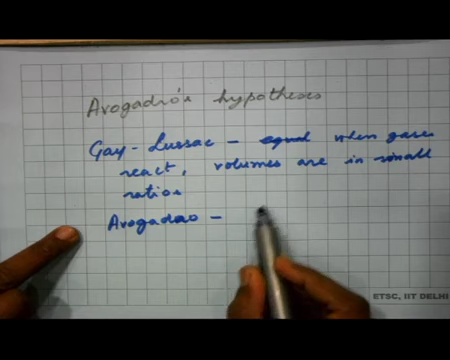 Avogadro's hypotheses
Gay-Lussac - equal when gases
react, volumes are in small
ratios
Avogadro -
ETSC, IIT DELHI